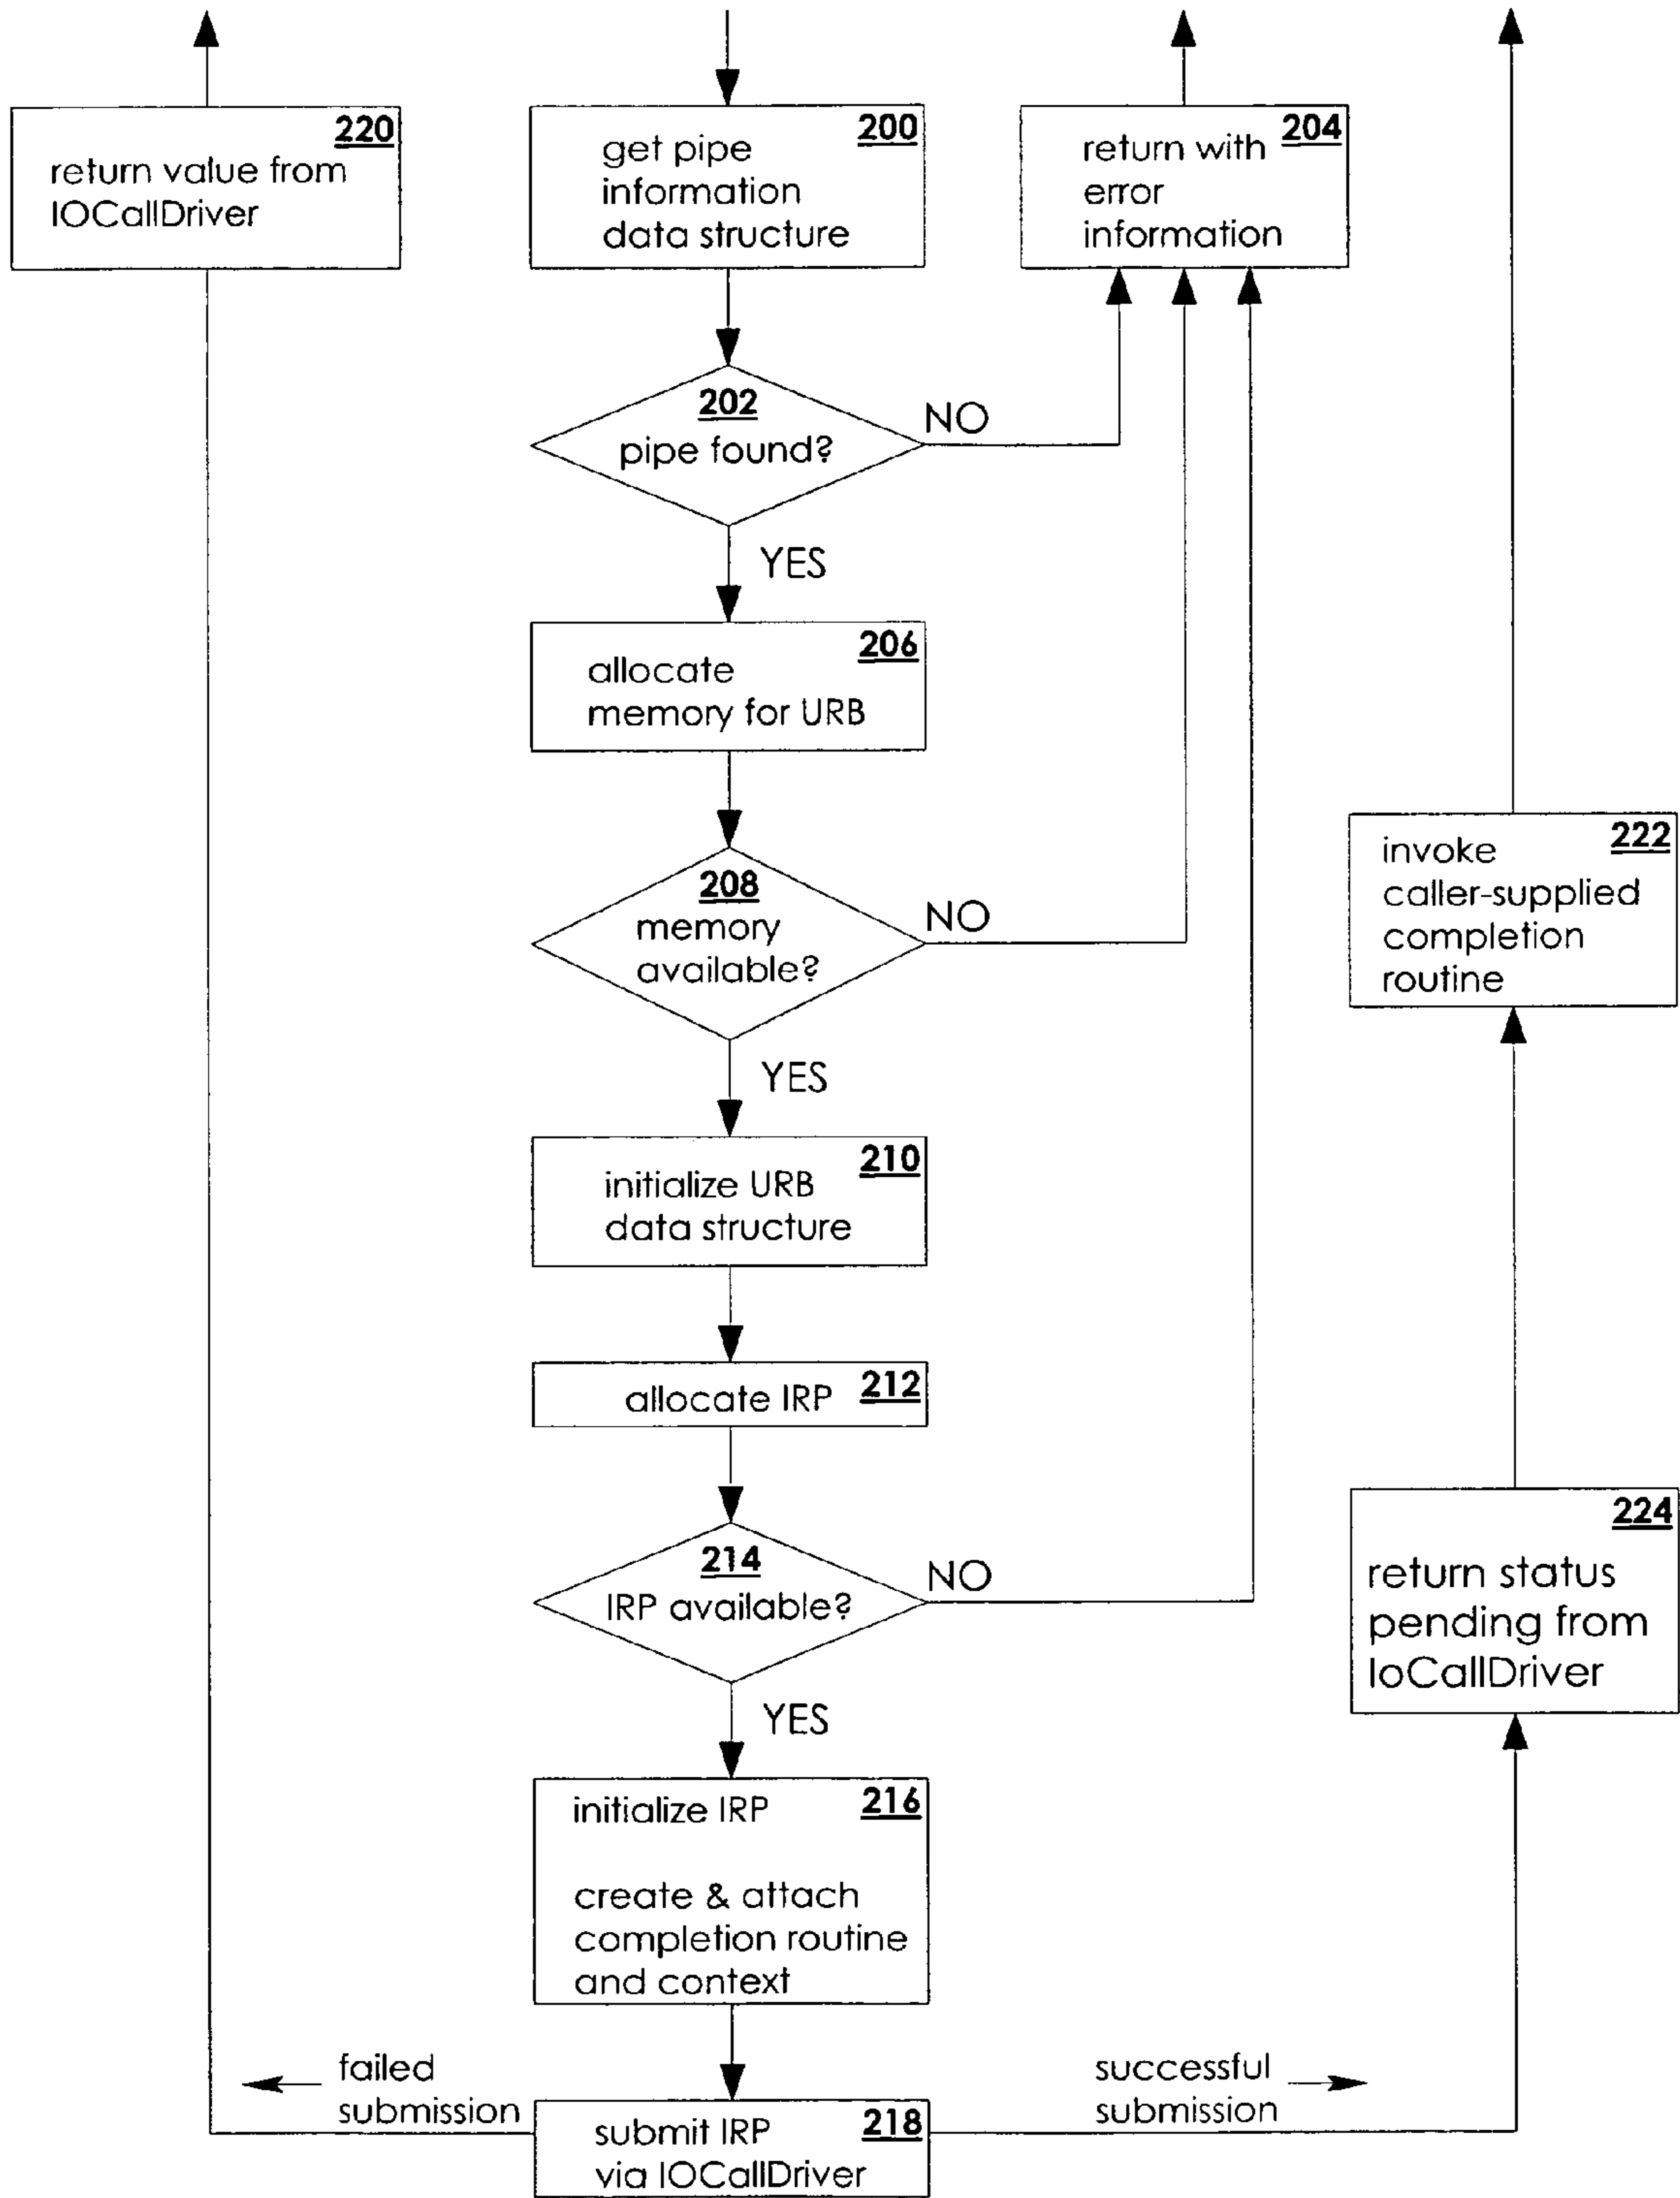 220
return value from
IOCallDriver
200
get pipe
information
data structure
204
return with
error
information
202
pipe found?
NO
YES
206
allocate
memory for URB
208
memory
available?
NO
YES
222
invoke
caller-supplied
completion
routine
210
initialize URB
data structure
212
allocate IRP
214
IRP available?
NO
YES
224
return status
pending from
IoCallDriver
216
initialize IRP
create & attach
completion routine
and context
failed
submission
successful
submission
218
submit IRP
via IOCallDriver